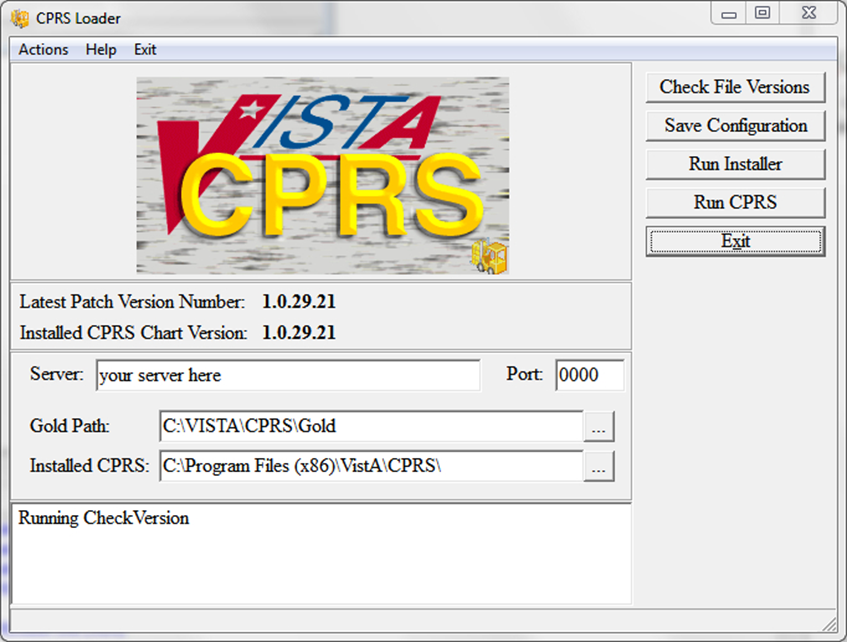 CPRS Loader
Actions Help Exit
VISTA
CPRS
Check File Versions
Save Configuration
Run Installer
Run CPRS
Exit
Latest Patch Version Number: 1.0.29.21
Installed CPRS Chart Version: 1.0.29.21
Server: your server here Port: 0000
Gold Path: C:\VISTA\CPRS\Gold ...
Installed CPRS: C:\Program Files (x86)\VistA\CPRS\ ...
Running CheckVersion